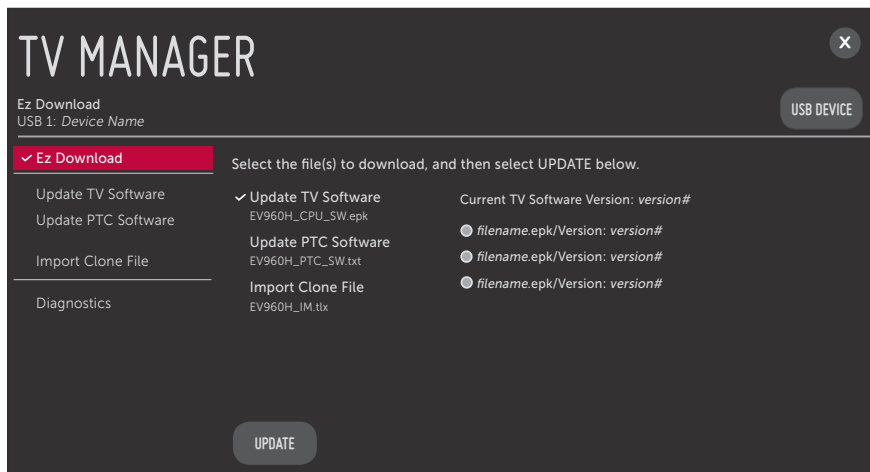 TV MANAGER
X
Ez Download
USB 1: Device Name
USB DEVICE
Ez Download
Update TV Software
Update PTC Software
Import Clone File
Diagnostics
Select the file(s) to download, and then select UPDATE below.
Update TV Software
EV960H_CPU_SW.epk
Update PTC Software
EV960H_PTC_SW.txt
Import Clone File
EV960H_IM.tlx
Current TV Software Version: version#
filename.epk/Version: version#
filename.epk/Version: version#
filename.epk/Version: version#
UPDATE